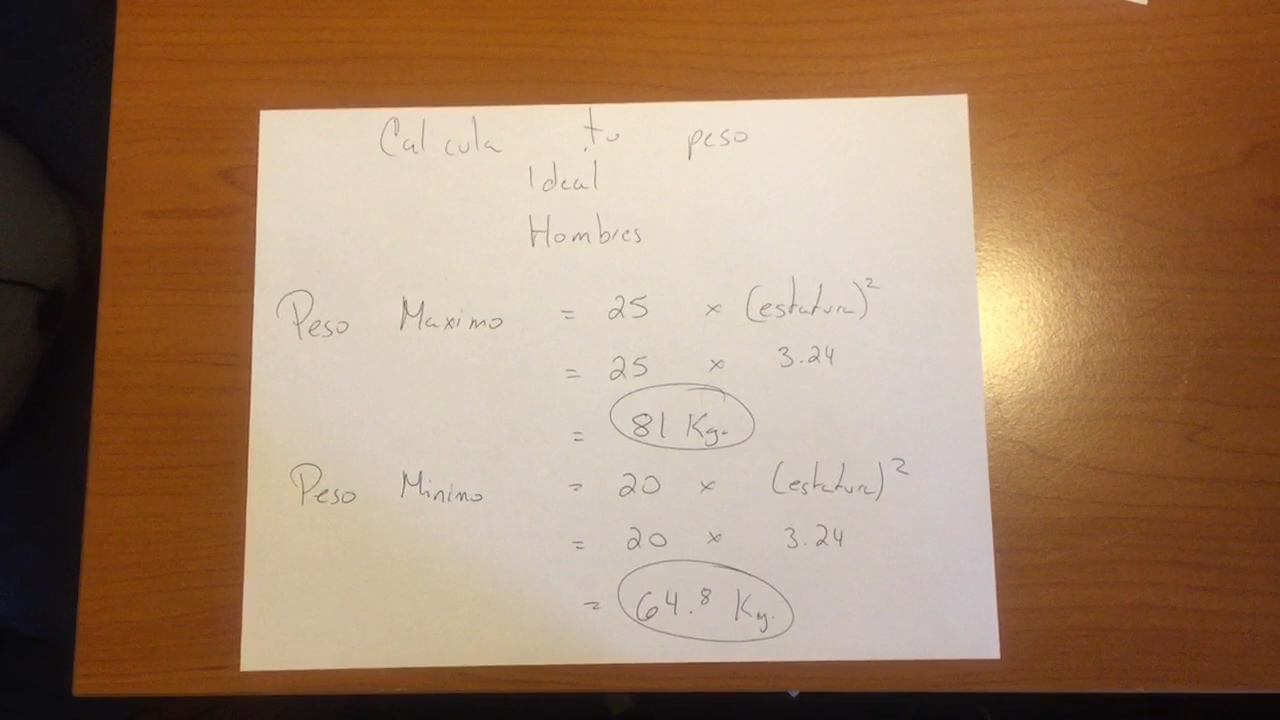 Calcula tu peso
Ideal
Hombres
Peso Maximo = 25 × (estatura)²
= 25 × 3.24
= 81 Kg.
Peso Minimo = 20 × (estatura)²
= 20 × 3.24
= 64.8 Kg.